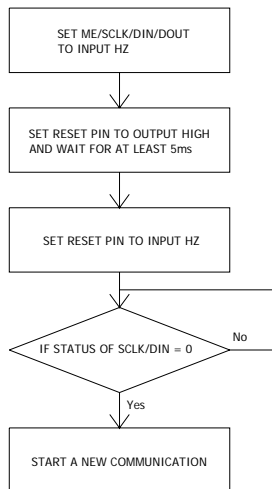 SET ME/SCLK/DIN/DOUT
TO INPUT HZ
SET RESET PIN TO OUTPUT HIGH
AND WAIT FOR AT LEAST 5ms
SET RESET PIN TO INPUT HZ
IF STATUS OF SCLK/DIN = 0
No
Yes
START A NEW COMMUNICATION